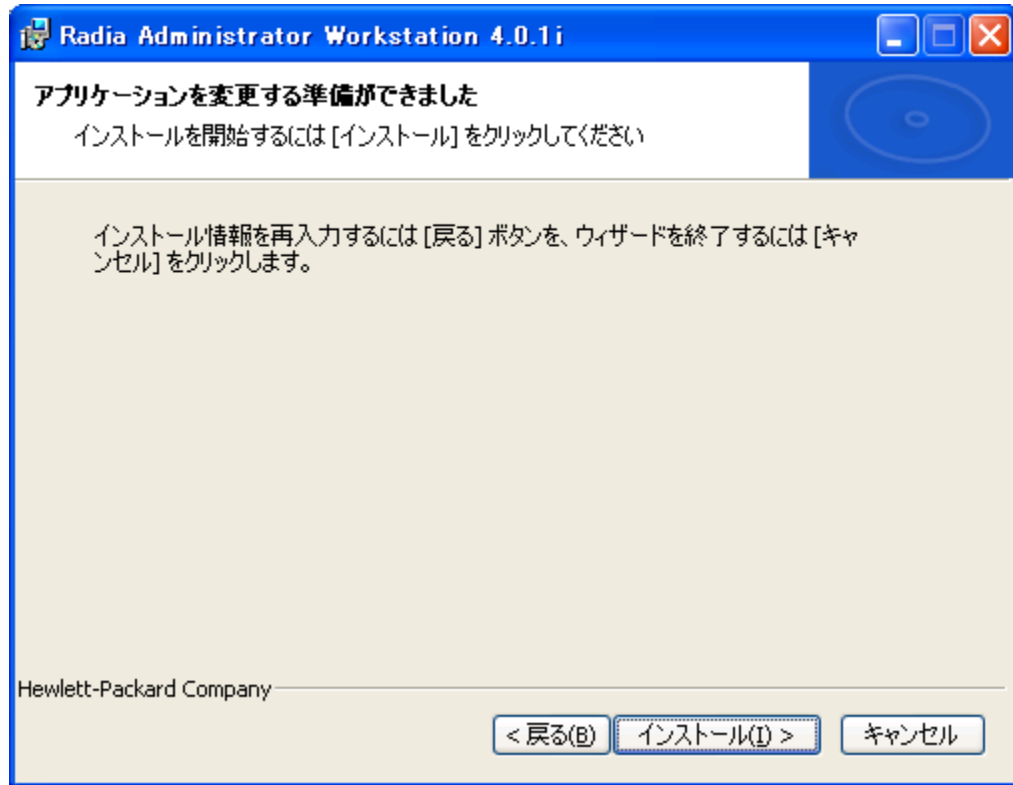 Radia Administrator Workstation 4.0.1i
アプリケーションを変更する準備ができました
インストールを開始するには [インストール] をクリックしてください
インストール情報を再入力するには [戻る] ボタンを、ウィザードを終了するには [キャ
ンセル] をクリックします。
Hewlett-Packard Company
< 戻る(B) インストール(I) > キャンセル